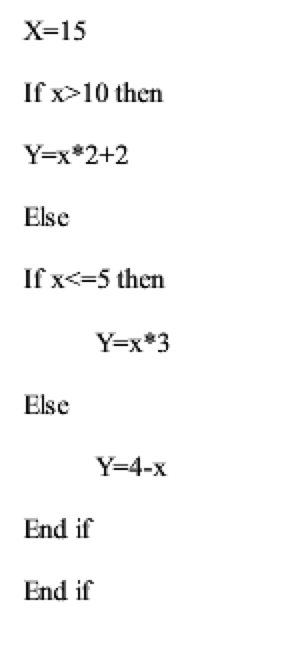 X=15
If x>10 then
Y=x*2+2
Else
If x<=5 then
Y=x*3
Else
Y=4-x
End if
End if